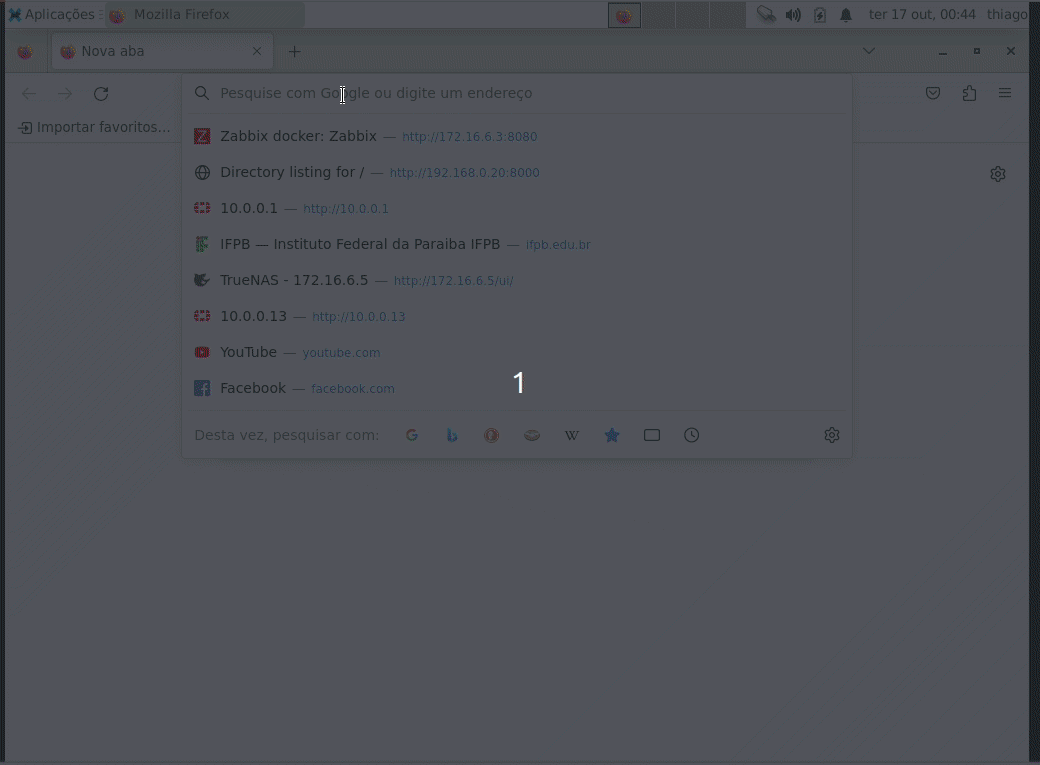 Aplicações
Mozilla Firefox
ter 17 out, 00:44
thiago
Nova aba
Pesquise com Google ou digite um endereço
Importar favoritos...
Zabbix docker: Zabbix — http://172.16.6.3:8080
Directory listing for / — http://192.168.0.20:8000
10.0.0.1 — http://10.0.0.1
IFPB — Instituto Federal da Paraiba IFPB — ifpb.edu.br
TrueNAS - 172.16.6.5 — http://172.16.6.5/ui/
10.0.0.13 — http://10.0.0.13
YouTube — youtube.com
Facebook — facebook.com
1
Desta vez, pesquisar com: